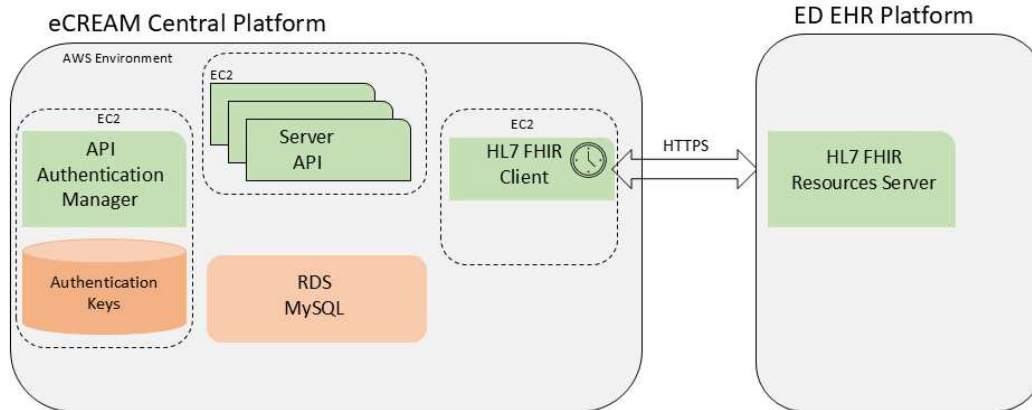 eCREAM Central Platform
ED EHR Platform
AWS Environment
EC2
API
Authentication
Manager
Authentication
Keys
EC2
Server
API
RDS
MySQL
EC2
HL7 FHIR
Client
HTTPS
HL7 FHIR
Resources Server